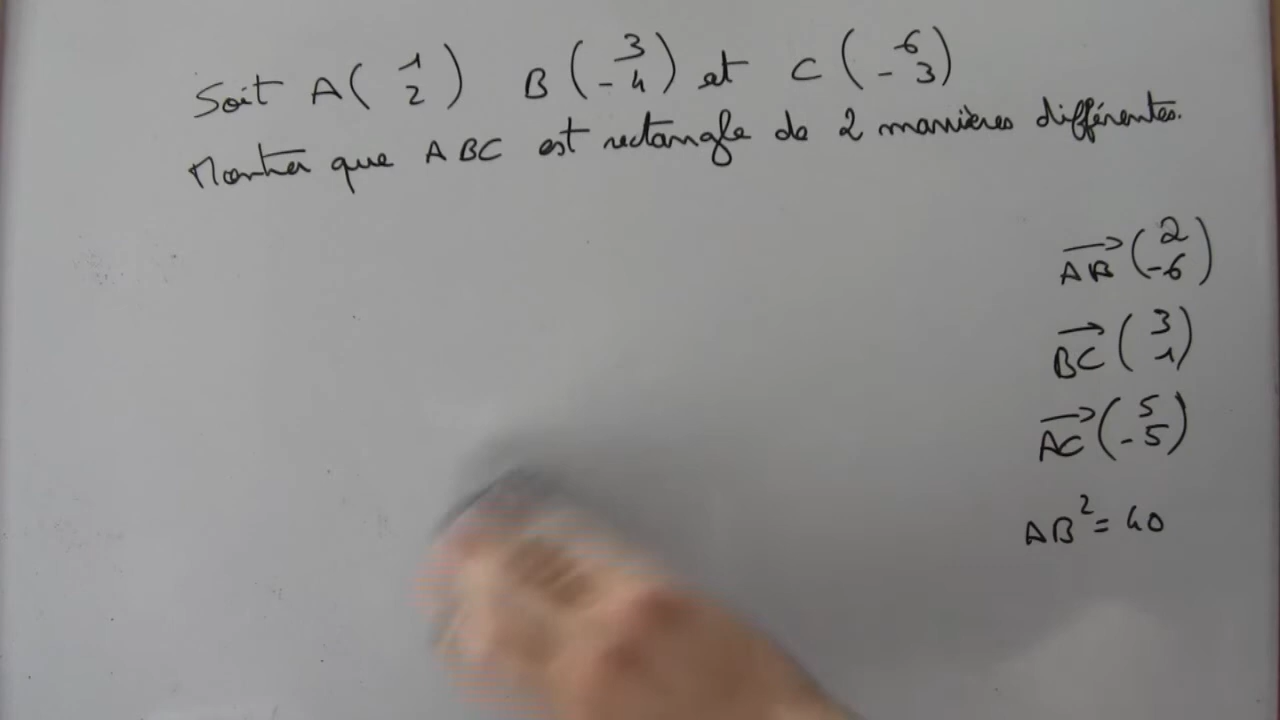 Soit A ( 1 2 ) B ( 3 - 4 ) et C ( 6 - 3 )
Montrer que ABC est rectangle de 2 manières différentes.
AB ( 2 -6 )
BC ( 3 1 )
AC ( 5 -5 )
AB² = 40